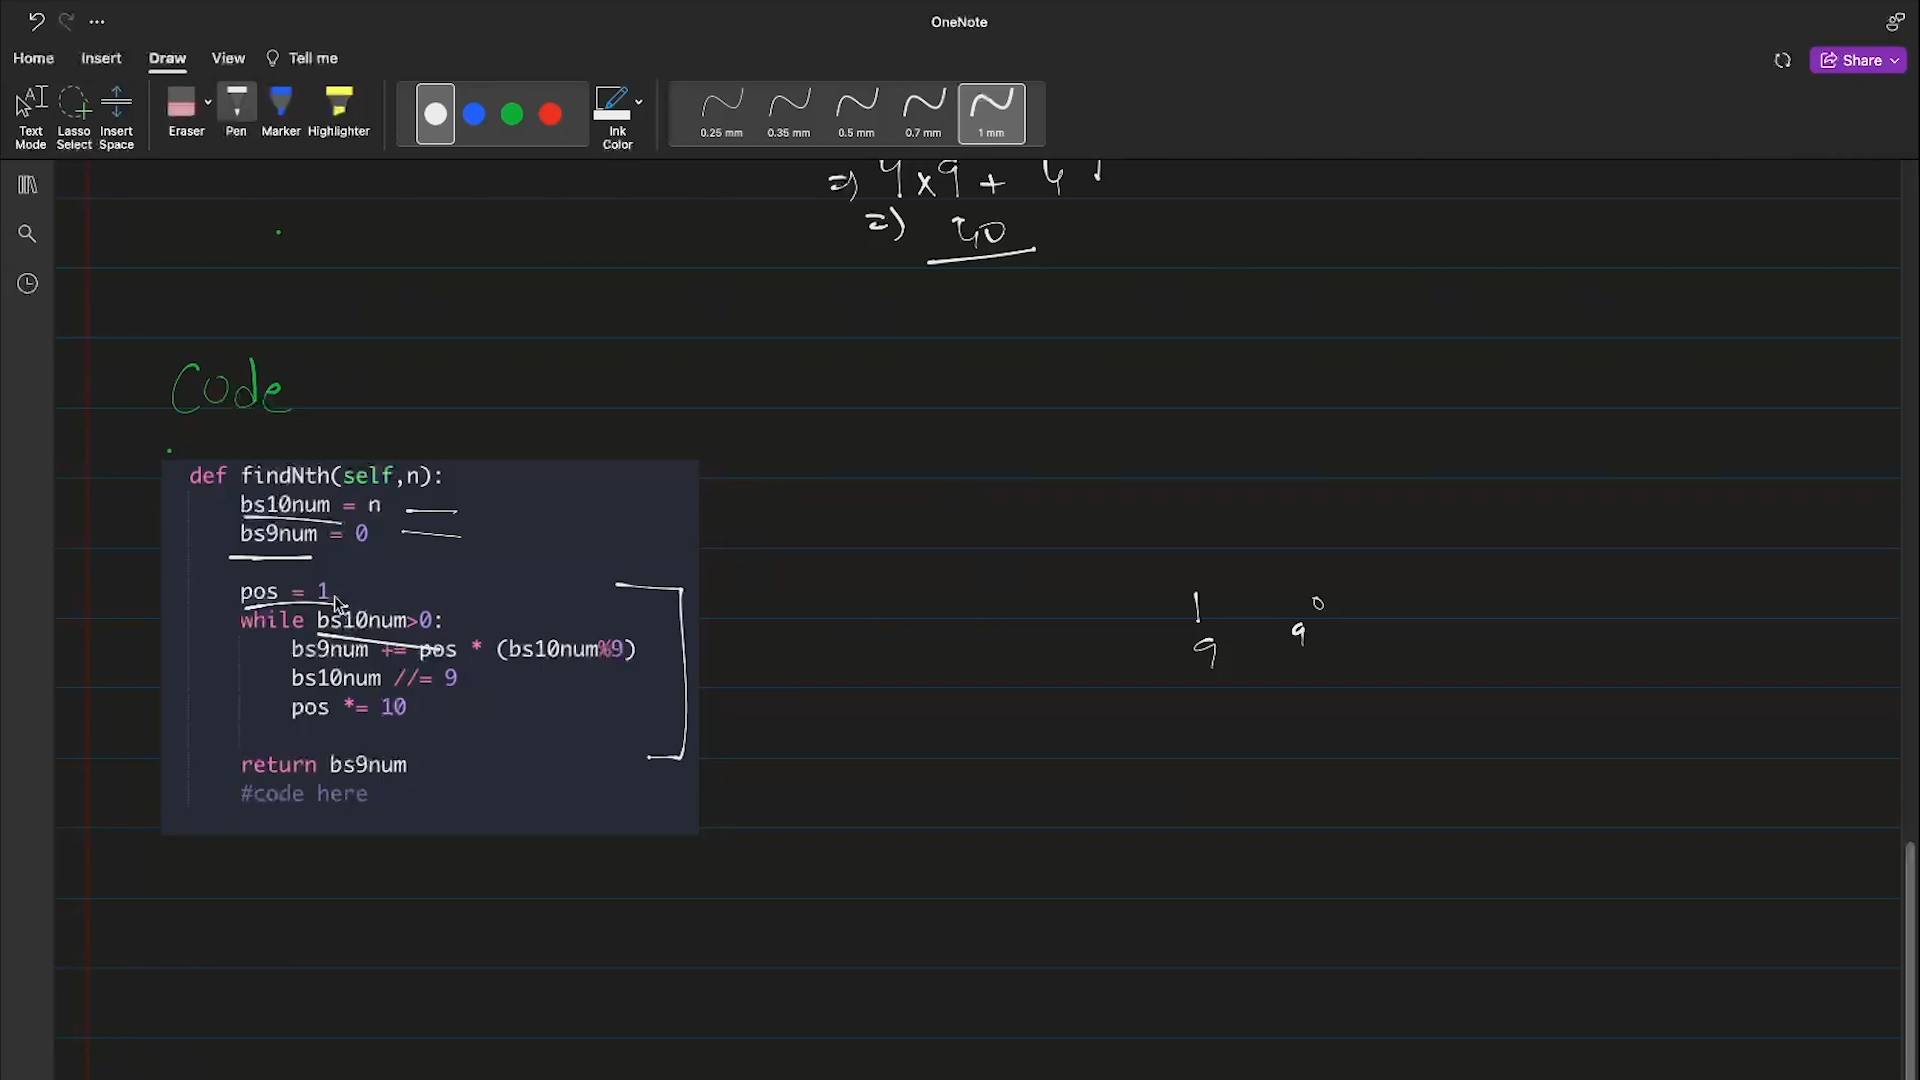 OneNote
Home Insert Draw View Tell me
Share
Text Mode
Lasso Select
Insert Space
Eraser
Pen
Marker
Highlighter
Ink Color
0.25 mm
0.35 mm
0.5 mm
0.7 mm
1 mm
=) 4x9 + 4
=) 40
Code
def findNth(self,n):
bs10num = n
bs9num = 0
pos = 1
while bs10num>0:
bs9num += pos * (bs10num%9)
bs10num //= 9
pos *= 10
return bs9num
#code here
1 0
9 9